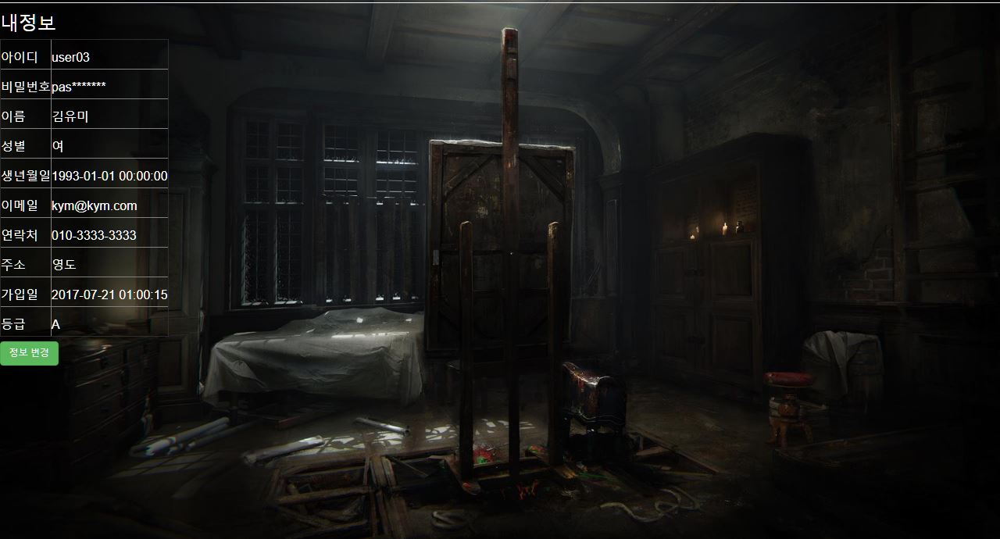 내정보
아이디 user03
비밀번호 pas*******
이름 김유미
성별 여
생년월일 1993-01-01 00:00:00
이메일 kym@kym.com
연락처 010-3333-3333
주소 영도
가입일 2017-07-21 01:00:15
등급 A
정보 변경